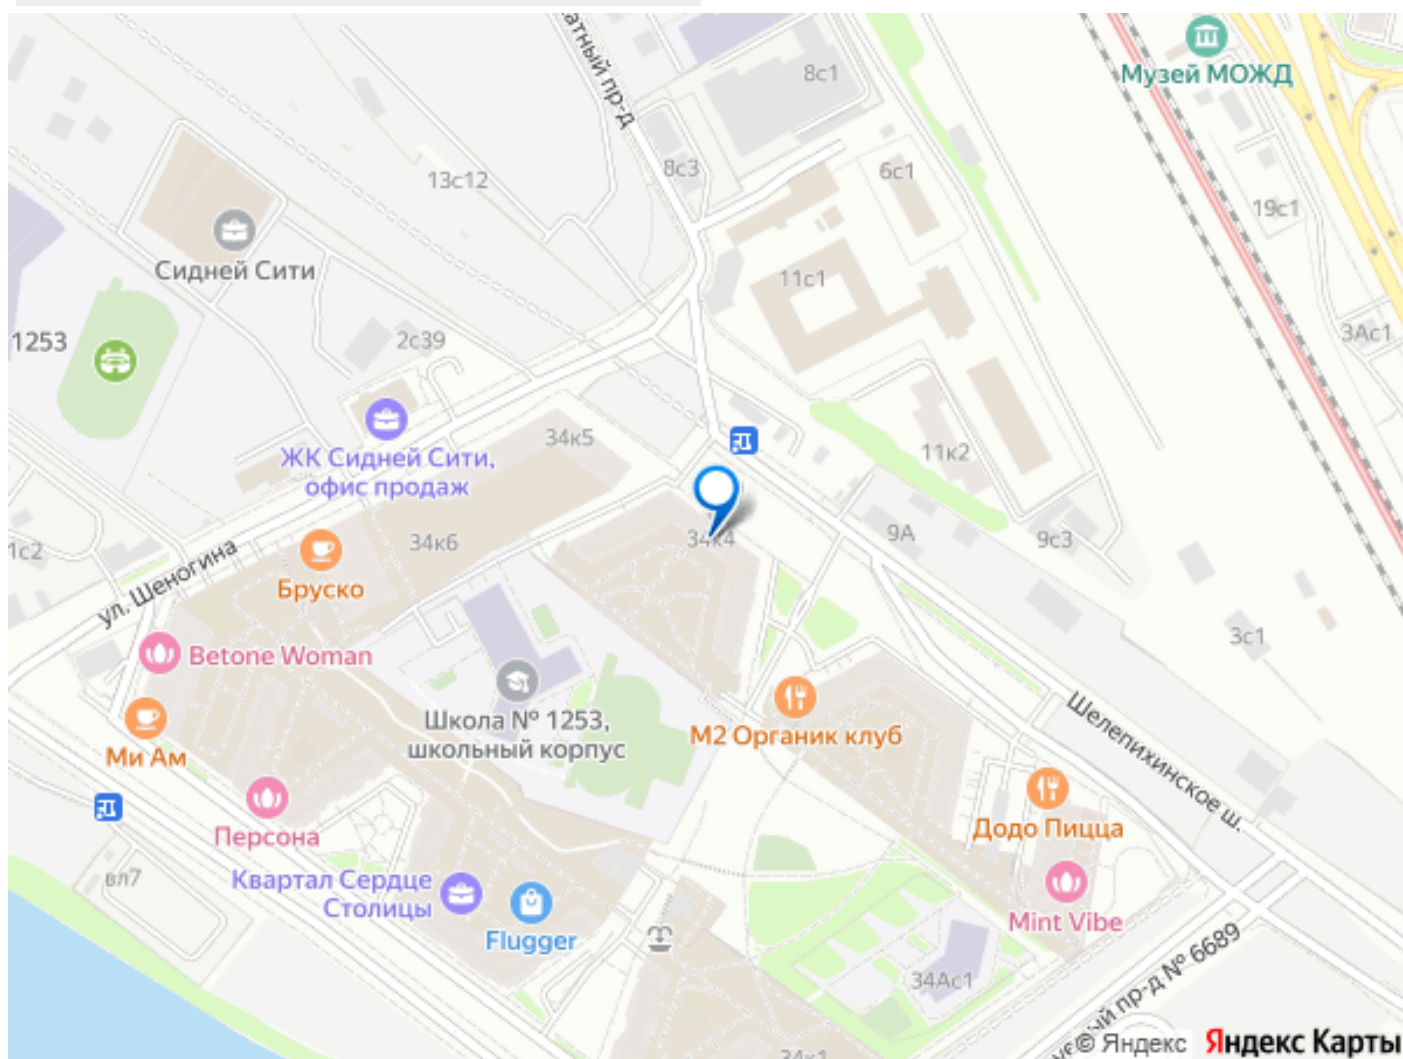 Музей МОЖД
8с1
атный пр-д
8с3
6с1
13с12
19с1
Сидней Сити
11с1
1253
2с39
3Ас1
ЖК Сидней Сити,
офис продаж
34к5
11к2
34к4
9А
9с3
34к6
1с2
ул. Шеногина
Бруско
3с1
Betone Woman
Школа № 1253,
школьный корпус
М2 Органик клуб
Шелепихинское ш.
Ми Ам
Додо Пицца
Персона
вл7
Квартал Сердце
Столицы
Mint Vibe
Flugger
34Ас1
ый пр-д № 6689
34к1
© Яндекс Яндекс Карты